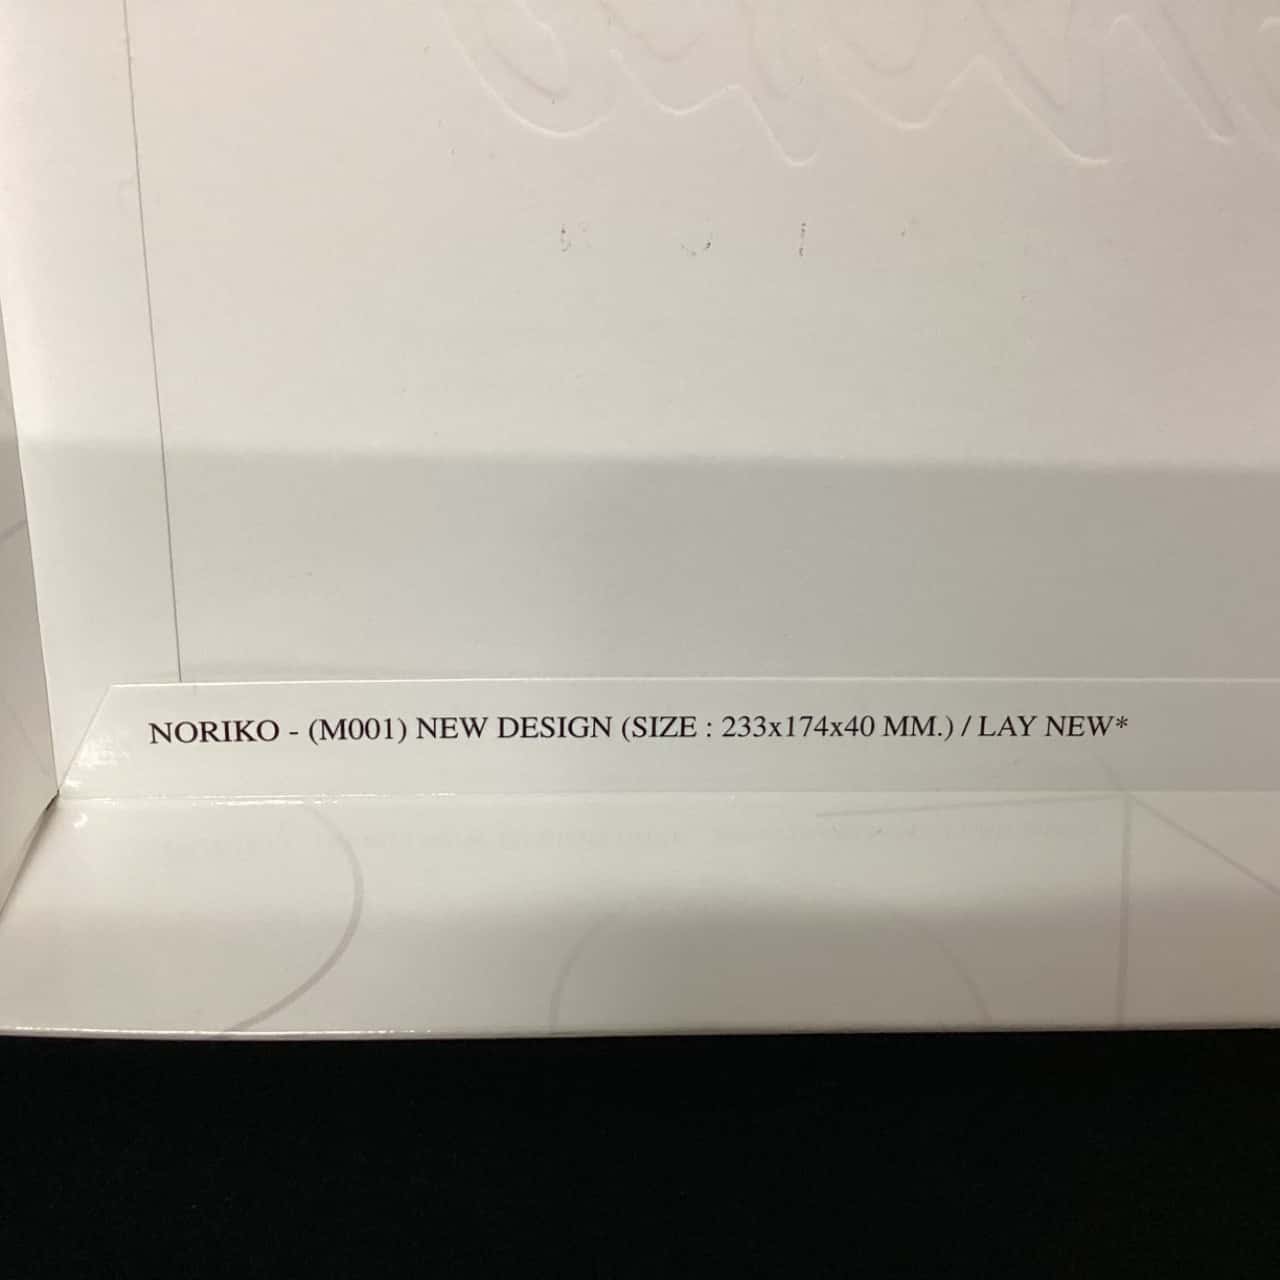 NORIKO - (M001) NEW DESIGN (SIZE : 233x174x40 MM.) / LAY NEW*